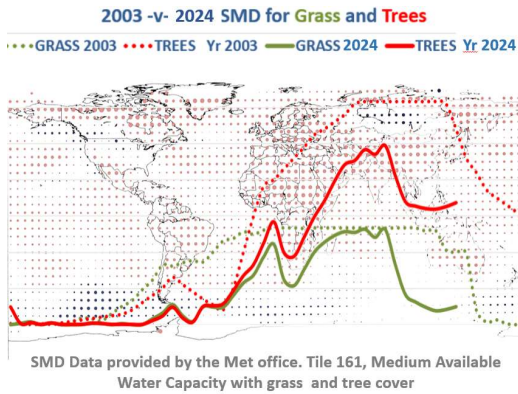 2003 -v- 2024 SMD for Grass and Trees
GRASS 2003 TREES Yr 2003 GRASS 2024 TREES Yr 2024
SMD Data provided by the Met office. Tile 161, Medium Available
Water Capacity with grass and tree cover